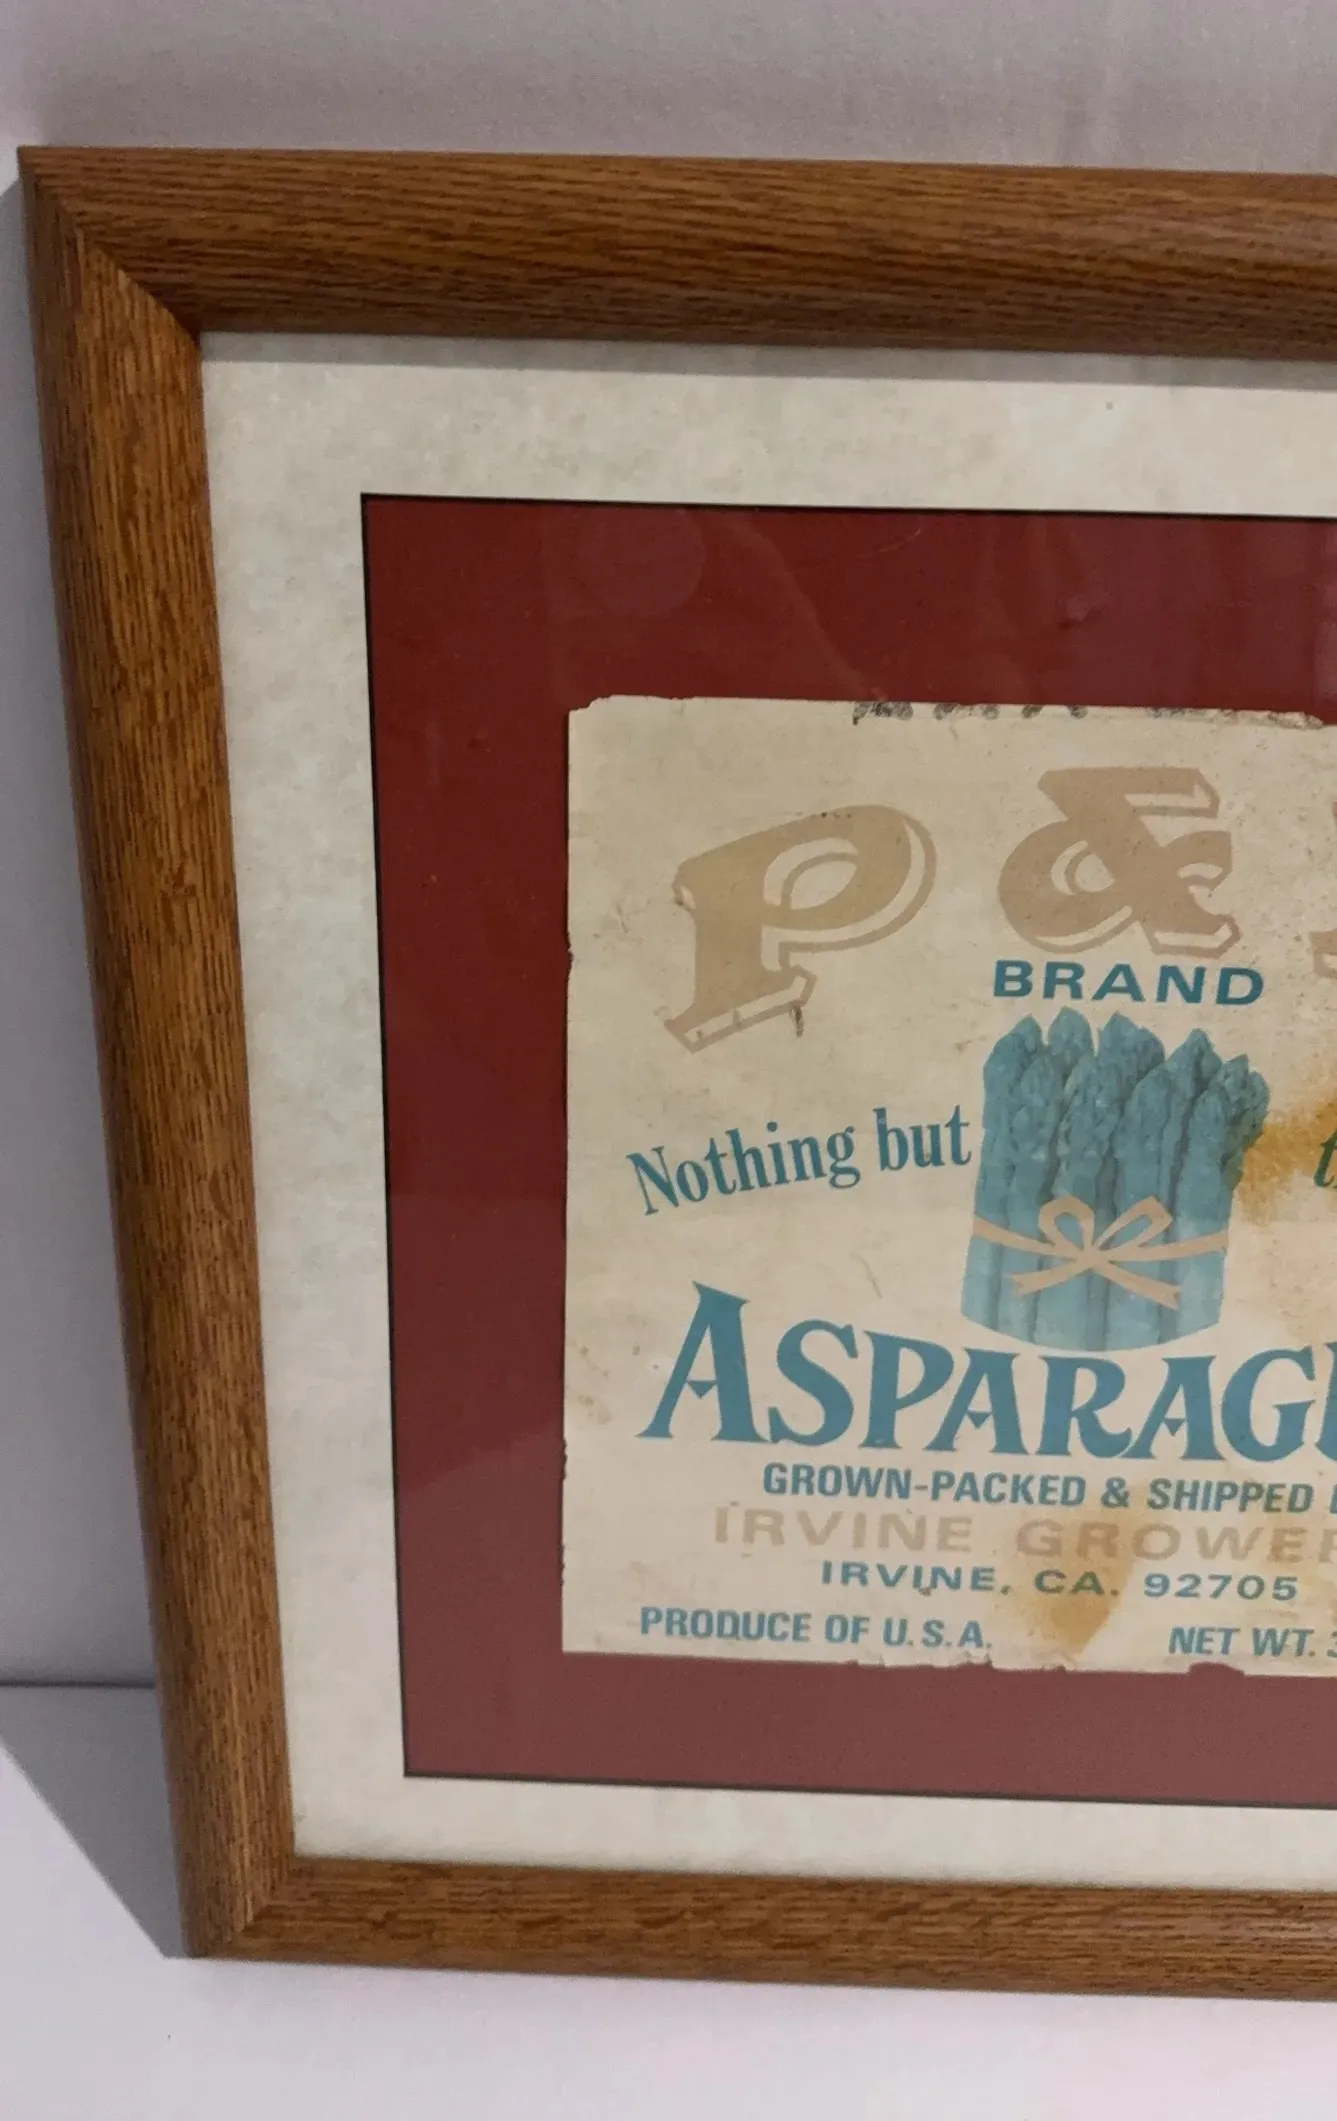 P &
BRAND
Nothing but
ASPARAG
GROWN-PACKED & SHIPPED
IRVINE GROWE
IRVINE, CA. 92705
PRODUCE OF U.S.A.
NET WT.